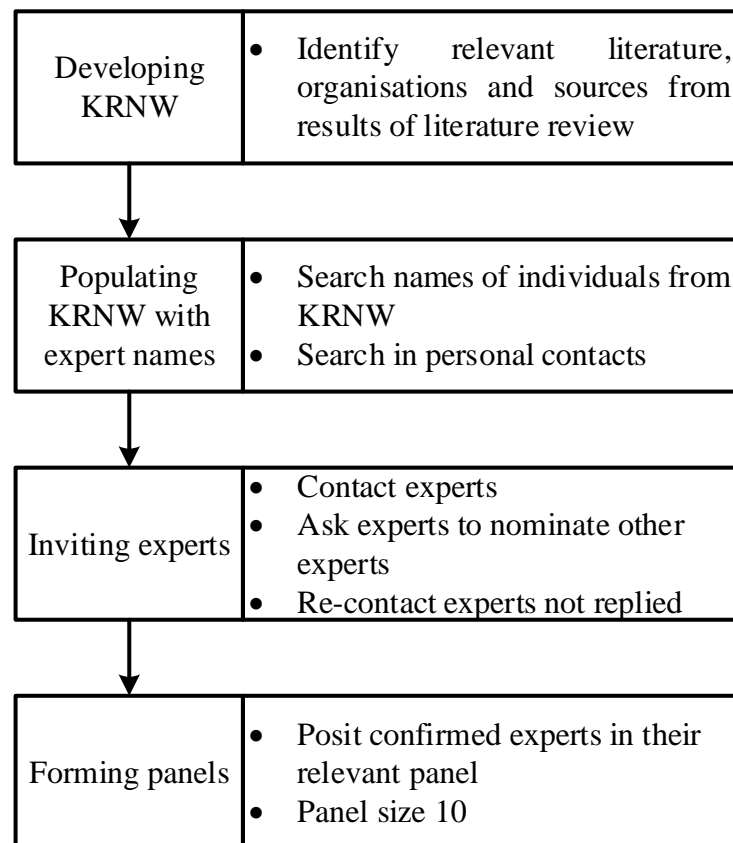 Developing
KRNW
• Identify relevant literature,
organisations and sources from
results of literature review
Populating
KRNW with
expert names
• Search names of individuals from
KRNW
• Search in personal contacts
Inviting experts
• Contact experts
• Ask experts to nominate other
experts
• Re-contact experts not replied
Forming panels
• Posit confirmed experts in their
relevant panel
• Panel size 10